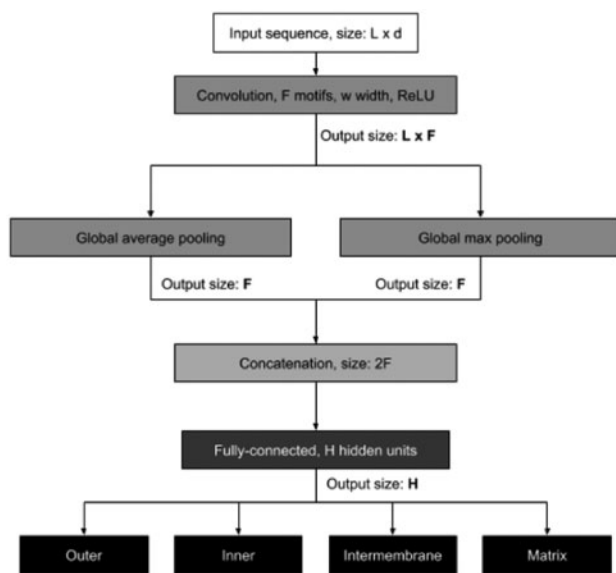 Input sequence, size: L x d
Convolution, F motifs, w width, ReLU
Output size: L x F
Global average pooling
Global max pooling
Output size: F
Output size: F
Concatenation, size: 2F
Fully-connected, H hidden units
Output size: H
Outer
Inner
Intermembrane
Matrix